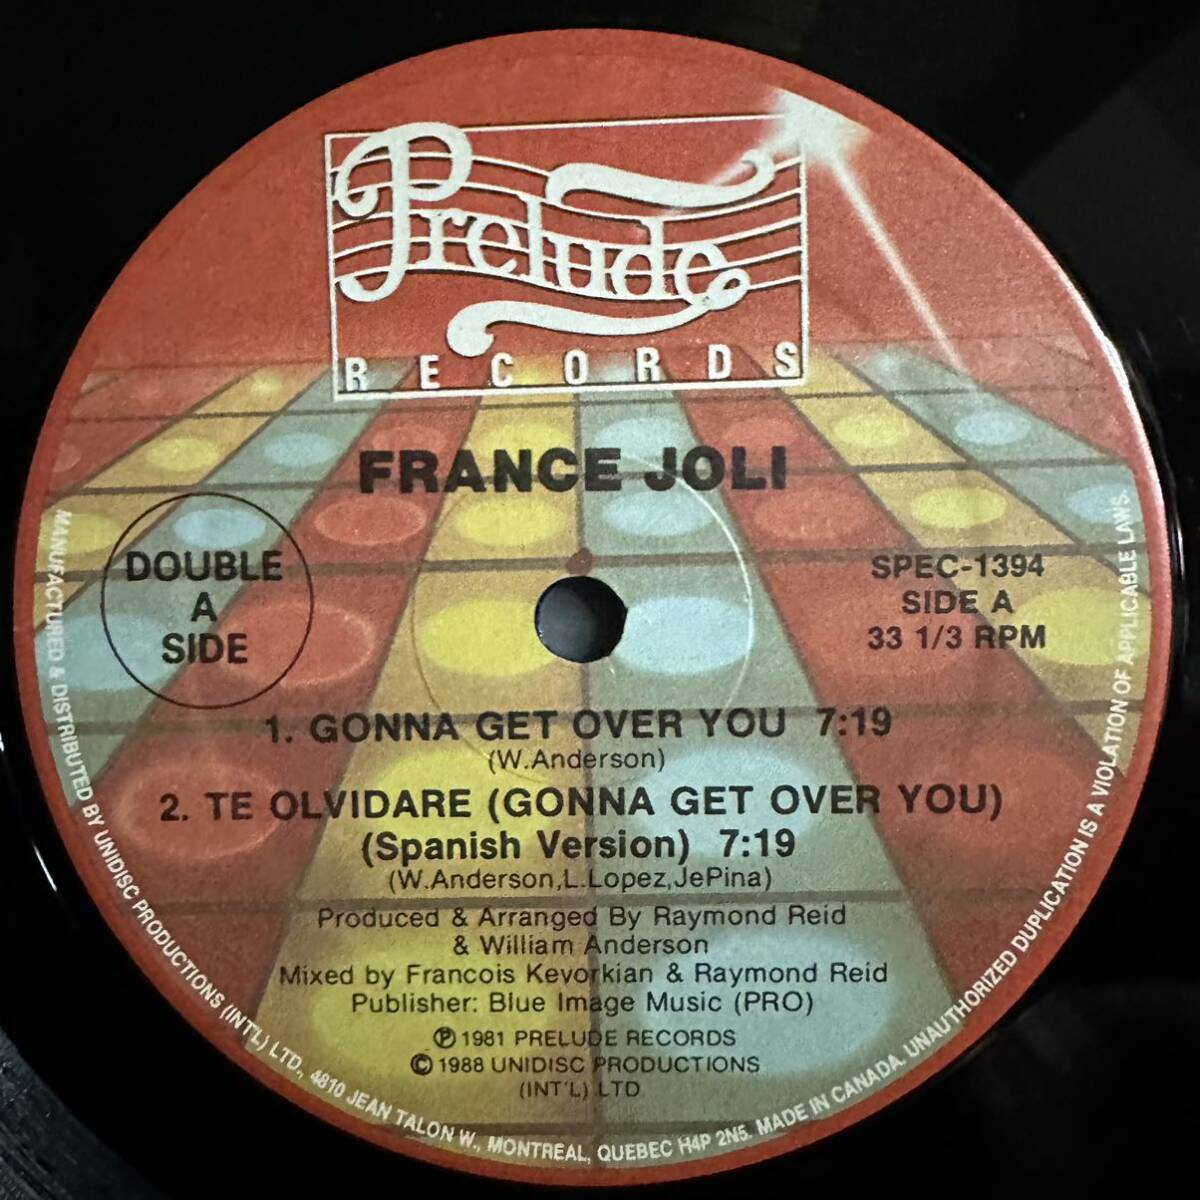 Prelude
RECORDS
FRANCE JOLI
DOUBLE
A
SIDE
SPEC-1394
SIDE A
33 1/3 RPM
1. GONNA GET OVER YOU 7:19
(W.Anderson)
2. TE OLVIDARE (GONNA GET OVER YOU)
(Spanish Version) 7:19
(W.Anderson,L.Lopez,JePina)
Produced & Arranged By Raymond Reid
& William Anderson
Mixed by Francois Kevorkian & Raymond Reid
Publisher: Blue Image Music (PRO)
℗ 1981 PRELUDE RECORDS
© 1988 UNIDISC PRODUCTIONS
(INT'L) LTD
MANUFACTURED & DISTRIBUTED BY UNIDISC PRODUCTIONS (INT'L) LTD., 4810 JEAN TALON W., MONTREAL, QUEBEC H4P 2N5. MADE IN CANADA. UNAUTHORIZED DUPLICATION IS A VIOLATION OF APPLICABLE LAWS.